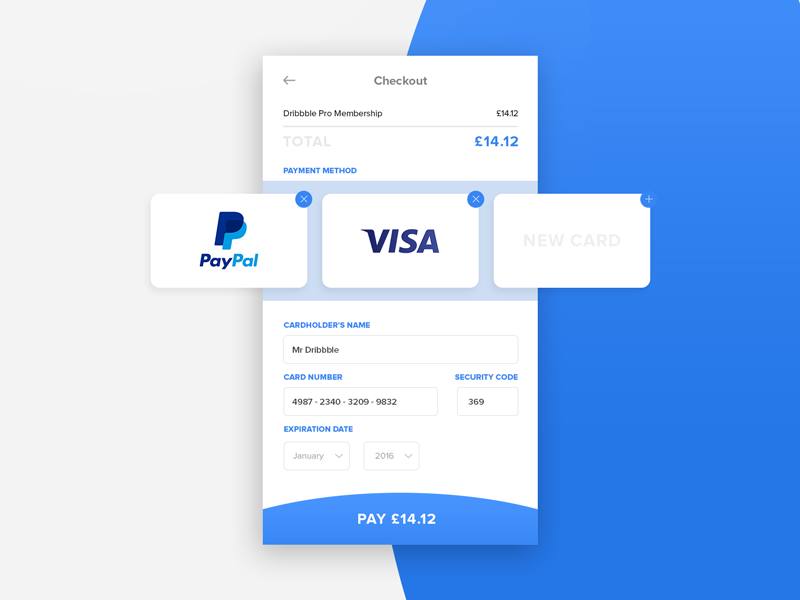 Checkout
Dribbble Pro Membership £14.12
TOTAL £14.12
PAYMENT METHOD
PayPal
VISA
NEW CARD
CARDHOLDER'S NAME
Mr Dribbble
CARD NUMBER SECURITY CODE
4987 - 2340 - 3209 - 9832 369
EXPIRATION DATE
January 2016
PAY £14.12